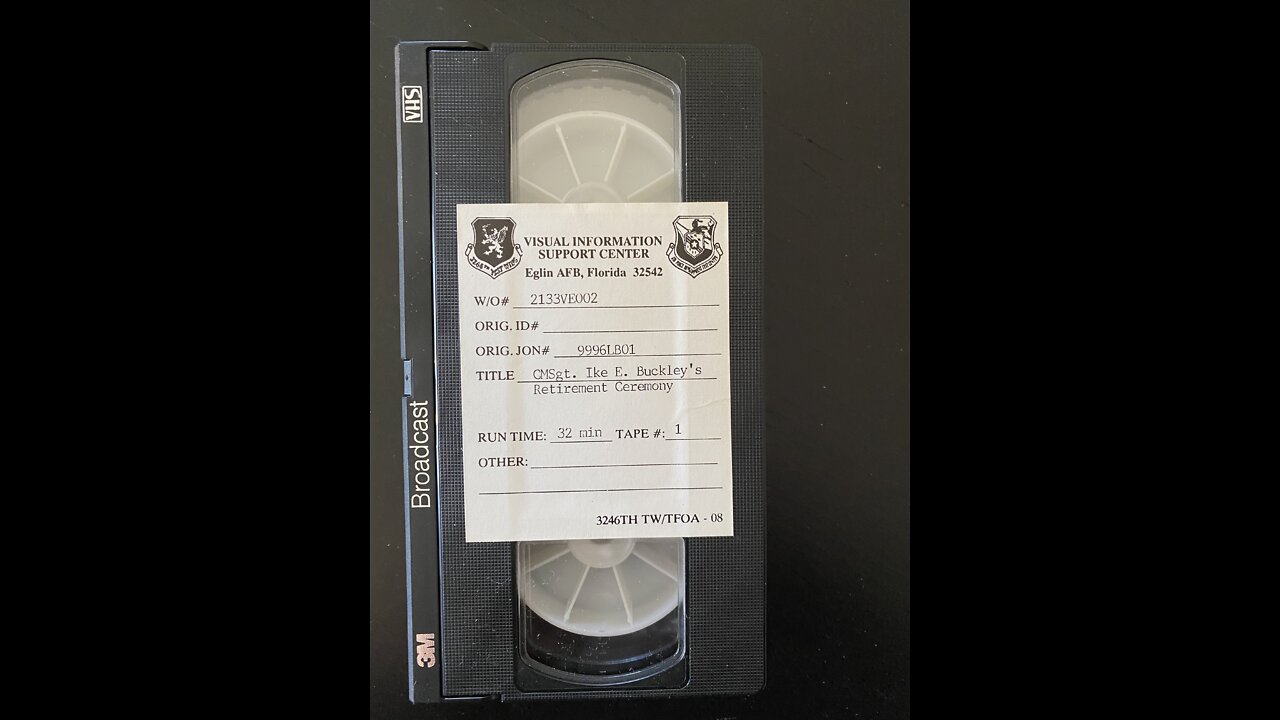 VHS
Broadcast
3M
VISUAL INFORMATION
SUPPORT CENTER
Eglin AFB, Florida 32542
W/O# 2133VE002
ORIG. ID#
ORIG. JON# 9996LB01
TITLE CMSgt. Ike E. Buckley's
Retirement Ceremony
RUN TIME: 32 min TAPE #: 1
OTHER:
3246TH TW/TFOA - 08